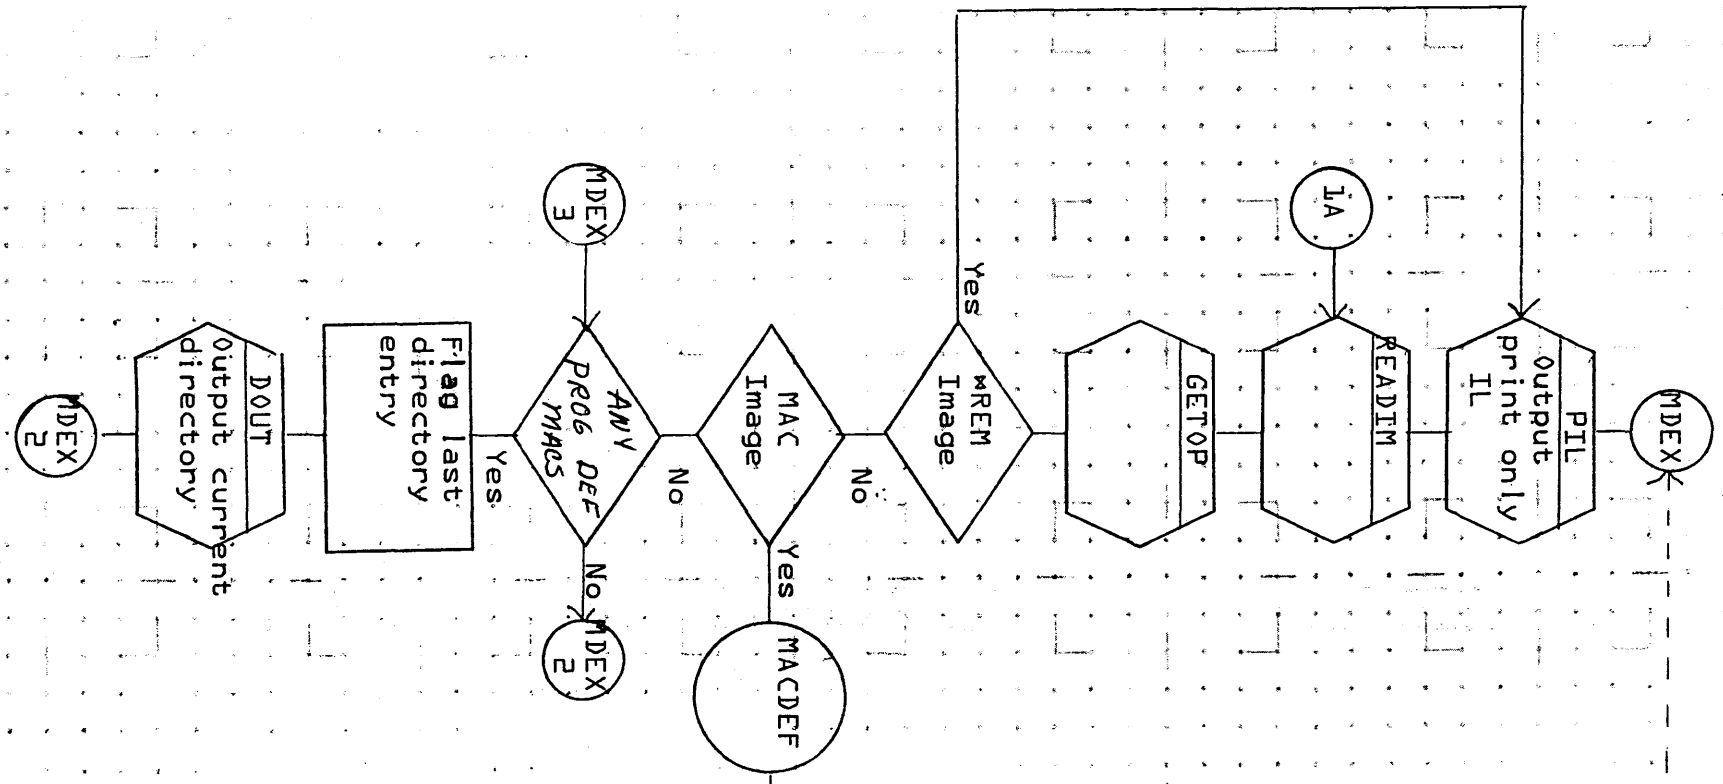 MDEX
PIL
Output
print only
IL
1A
READIM
GETOP
*REM
Image
Yes
No
MAC
Image
Yes
MACDEF
No
MDEX
3
ANY
PROG DEF
MACS
No
MDEX
2
Yes
Flag last
directory
entry
DOUT
Output current
directory
MDEX
2